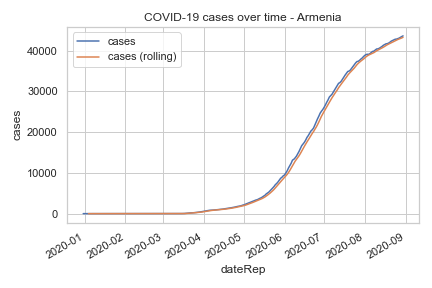 COVID-19 cases over time - Armenia
cases
cases (rolling)
cases
40000
30000
20000
10000
0
2020-01
2020-02
2020-03
2020-04
2020-05
2020-06
2020-07
2020-08
2020-09
dateRep